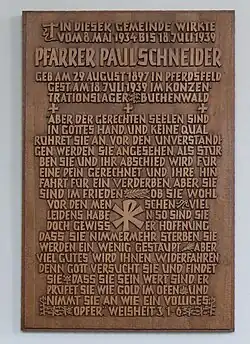 IN DIESER GEMEINDE WIRKTE
VOM 8. MAI 1934 BIS 18. JULI 1939
PFARRER PAUL SCHNEIDER
GEB AM 29. AUGUST 1897 IN PFERDSFELD
GEST AM 18. JULI 1939 IM KONZEN
TRATIONSLAGER BUCHENWALD
ABER DER GERECHTEN SEELEN SIND
IN GOTTES HAND UND KEINE QUAL
RÜHRET SIE AN VOR DEN UNVERSTÄN
DIGEN WERDEN SIE ANGESEHEN ALS STÜR
BEN SIE UND IHR ABSCHIED WIRD FÜR
EINE PEIN GERECHNET UND IHRE HIN
FAHRT FÜR EIN VERDERBEN ABER SIE
SIND IM FRIEDEN OB SIE WOHL
VOR DEN MEN SCHEN VIEL
LEIDENS HABE N SO SIND SIE
DOCH GEWISS ER HOFFNUNG
DASS SIE NIMMERMEHR STERBEN SIE
WERDEN EIN WENIG GESTÄUPT ABER
VIEL GUTES WIRD IHNEN WIDERFAHREN
DENN GOTT VERSUCHT SIE UND FINDET
SIE DASS SIE SEIN WERT SIND ER
PRÜFET SIE WIE GOLD IM OFEN UND
NIMMT SIE AN WIE EIN VÖLLIGES
OPFER. WEISHEIT 3 1-6